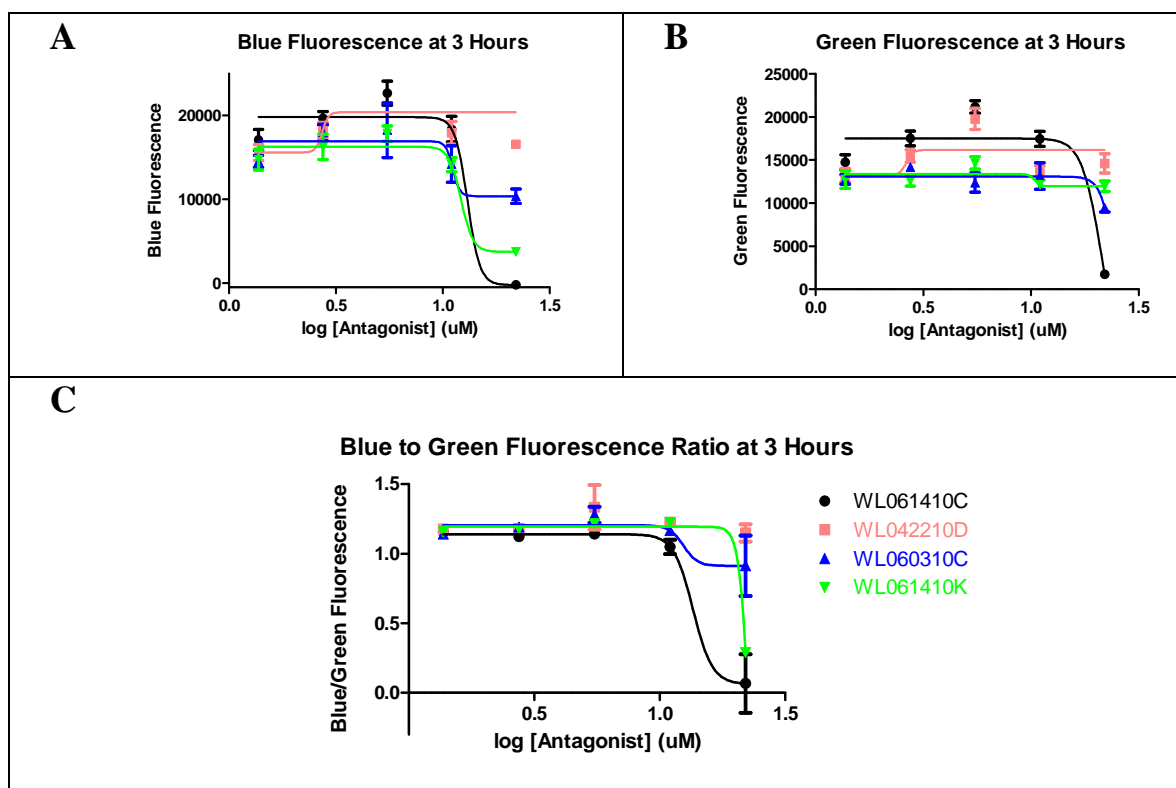 A
Blue Fluorescence at 3 Hours
Blue Fluorescence
20000
10000
0
0.0 0.5 1.0 1.5
log [Antagonist] (uM)
B
Green Fluorescence at 3 Hours
Green Fluorescence
25000
20000
15000
10000
5000
0
0.0 0.5 1.0 1.5
log [Antagonist] (uM)
C
Blue to Green Fluorescence Ratio at 3 Hours
Blue/Green Fluorescence
1.5
1.0
0.5
0.0
0.5 1.0 1.5
log [Antagonist] (uM)
WL061410C
WL042210D
WL060310C
WL061410K